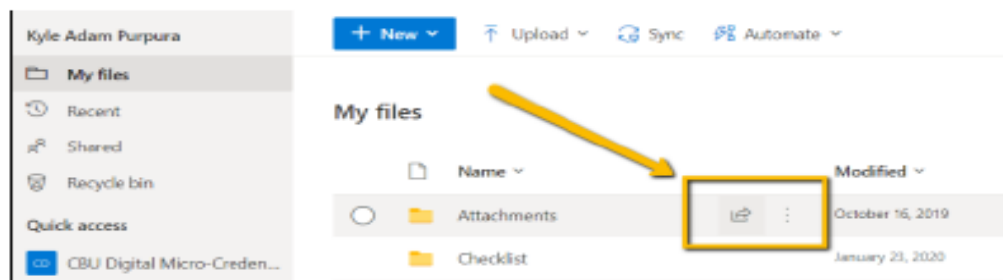 Kyle Adam Purpura
My files
Recent
Shared
Recycle bin
Quick access
CBU Digital Micro-Creden...
+ New
Upload
Sync
Automate
My files
Name
Modified
Attachments
October 16, 2019
Checklist
January 23, 2020